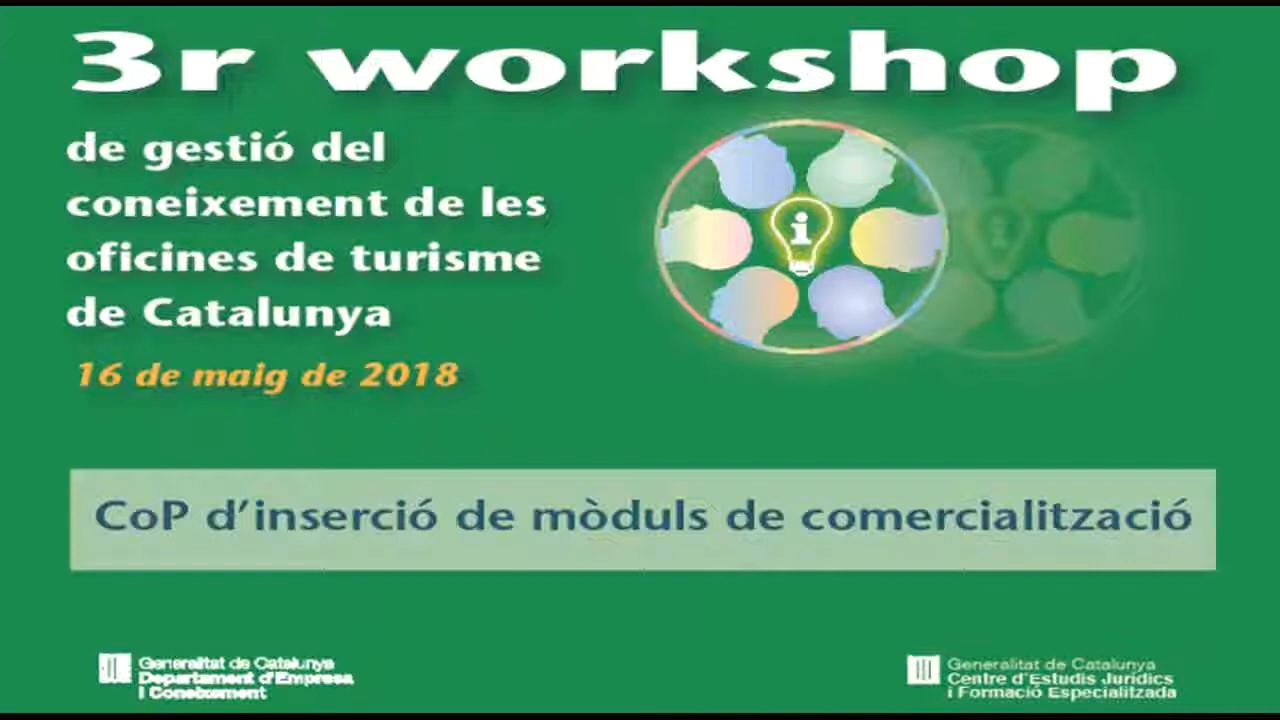 3r workshop
de gestió del
coneixement de les
oficines de turisme
de Catalunya
16 de maig de 2018
i
CoP d'inserció de mòduls de comercialització
Generalitat de Catalunya
Departament d'Empresa
i Coneixement
Generalitat de Catalunya
Centre d'Estudis Jurídics
i Formació Especialitzada